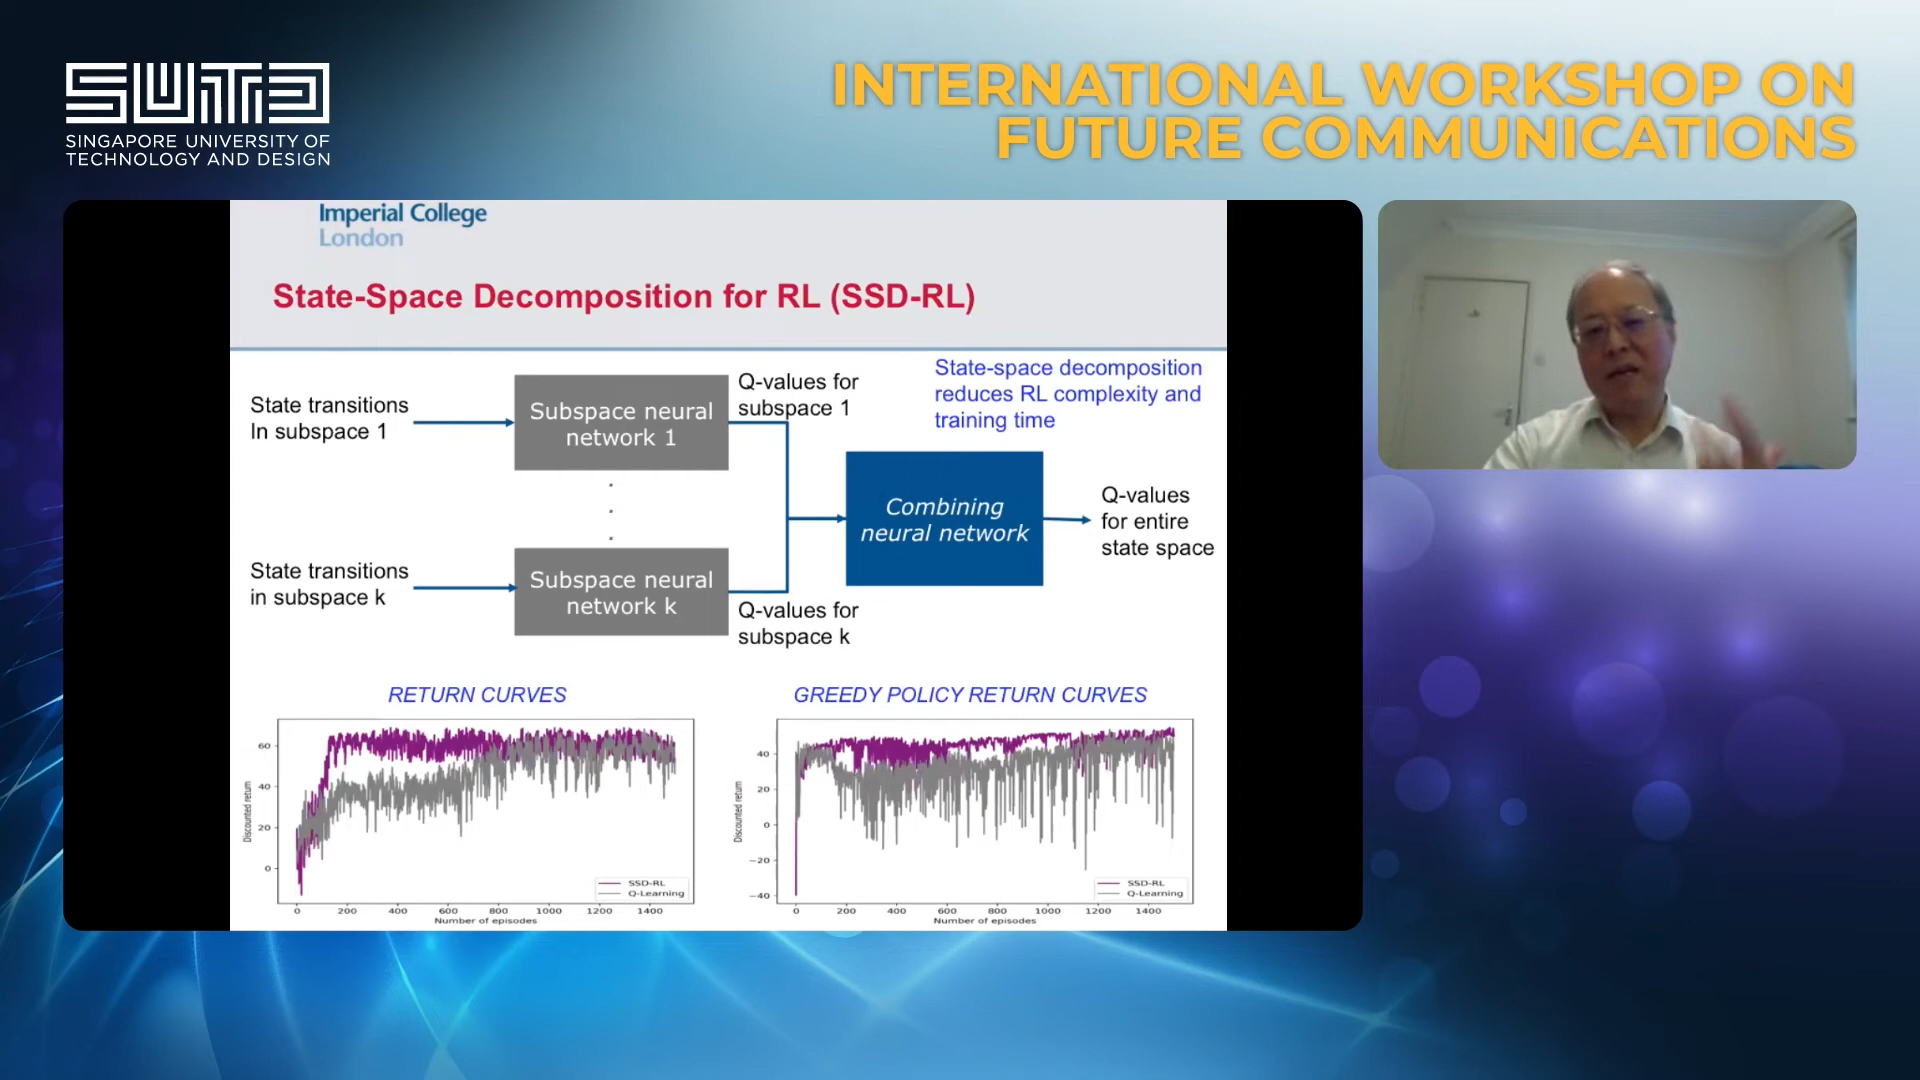 SUTD
SINGAPORE UNIVERSITY OF
TECHNOLOGY AND DESIGN
INTERNATIONAL WORKSHOP ON
FUTURE COMMUNICATIONS
Imperial College
London
State-Space Decomposition for RL (SSD-RL)
State transitions
In subspace 1
Subspace neural
network 1
Q-values for
subspace 1
State-space decomposition
reduces RL complexity and
training time
.
.
.
Combining
neural network
Q-values
for entire
state space
State transitions
in subspace k
Subspace neural
network k
Q-values for
subspace k
RETURN CURVES
Discounted return
60
40
20
0
SSD-RL
Q-Learning
0 200 400 600 800 1000 1200 1400
Number of episodes
GREEDY POLICY RETURN CURVES
Discounted return
40
20
0
−20
−40
SSD-RL
Q-Learning
0 200 400 600 800 1000 1200 1400
Number of episodes